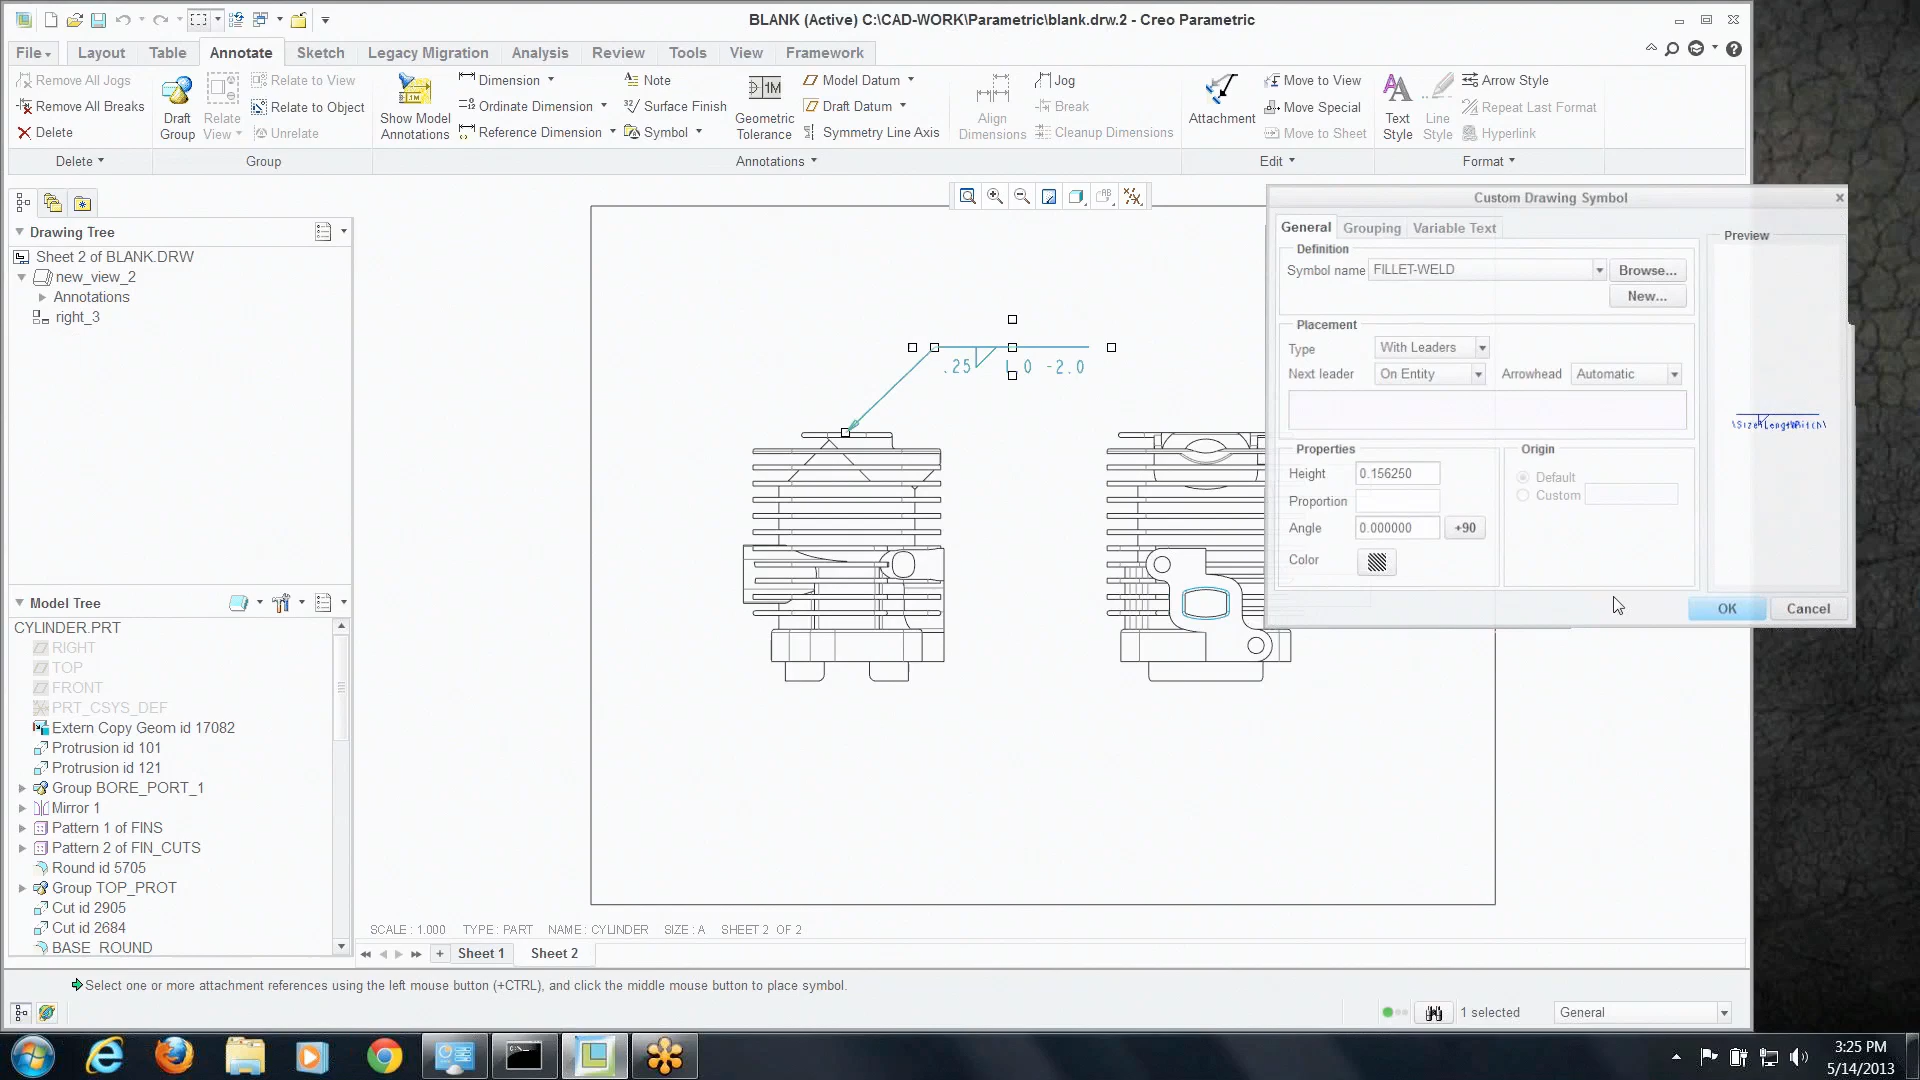 BLANK (Active) C:\CAD-WORK\Parametric\blank.drw.2 - Creo Parametric
File Layout Table Annotate Sketch Legacy Migration Analysis Review Tools View Framework
Remove All Jogs
Remove All Breaks
Delete
Draft Group
Relate View
Relate to View
Relate to Object
Unrelate
Show Model Annotations
Dimension
Ordinate Dimension
Reference Dimension
Note
Surface Finish
Symbol
Geometric Tolerance
Model Datum
Draft Datum
Symmetry Line Axis
Align Dimensions
Jog
Break
Cleanup Dimensions
Attachment
Move to View
Move Special
Move to Sheet
Text Style
Line Style
Arrow Style
Repeat Last Format
Hyperlink
Delete Group Annotations Edit Format
Drawing Tree
Sheet 2 of BLANK.DRW
new_view_2
Annotations
right_3
Model Tree
CYLINDER.PRT
RIGHT
TOP
FRONT
PRT_CSYS_DEF
Extern Copy Geom id 17082
Protrusion id 101
Protrusion id 121
Group BORE_PORT_1
Mirror 1
Pattern 1 of FINS
Pattern 2 of FIN_CUTS
Round id 5705
Group TOP_PROT
Cut id 2905
Cut id 2684
BASE_ROUND
.25 -2.0
Custom Drawing Symbol
General Grouping Variable Text
Definition
Symbol name FILLET-WELD Browse...
New...
Placement
Type With Leaders
Next leader On Entity Arrowhead Automatic
Properties
Height 0.156250
Proportion
Angle 0.000000 +90
Color
Origin
Default
Custom
Preview
OK Cancel
SCALE : 1.000 TYPE : PART NAME : CYLINDER SIZE : A SHEET 2 OF 2
Sheet 1 Sheet 2
Select one or more attachment references using the left mouse button (+CTRL), and click the middle mouse button to place symbol.
1 selected General
3:25 PM
5/14/2013